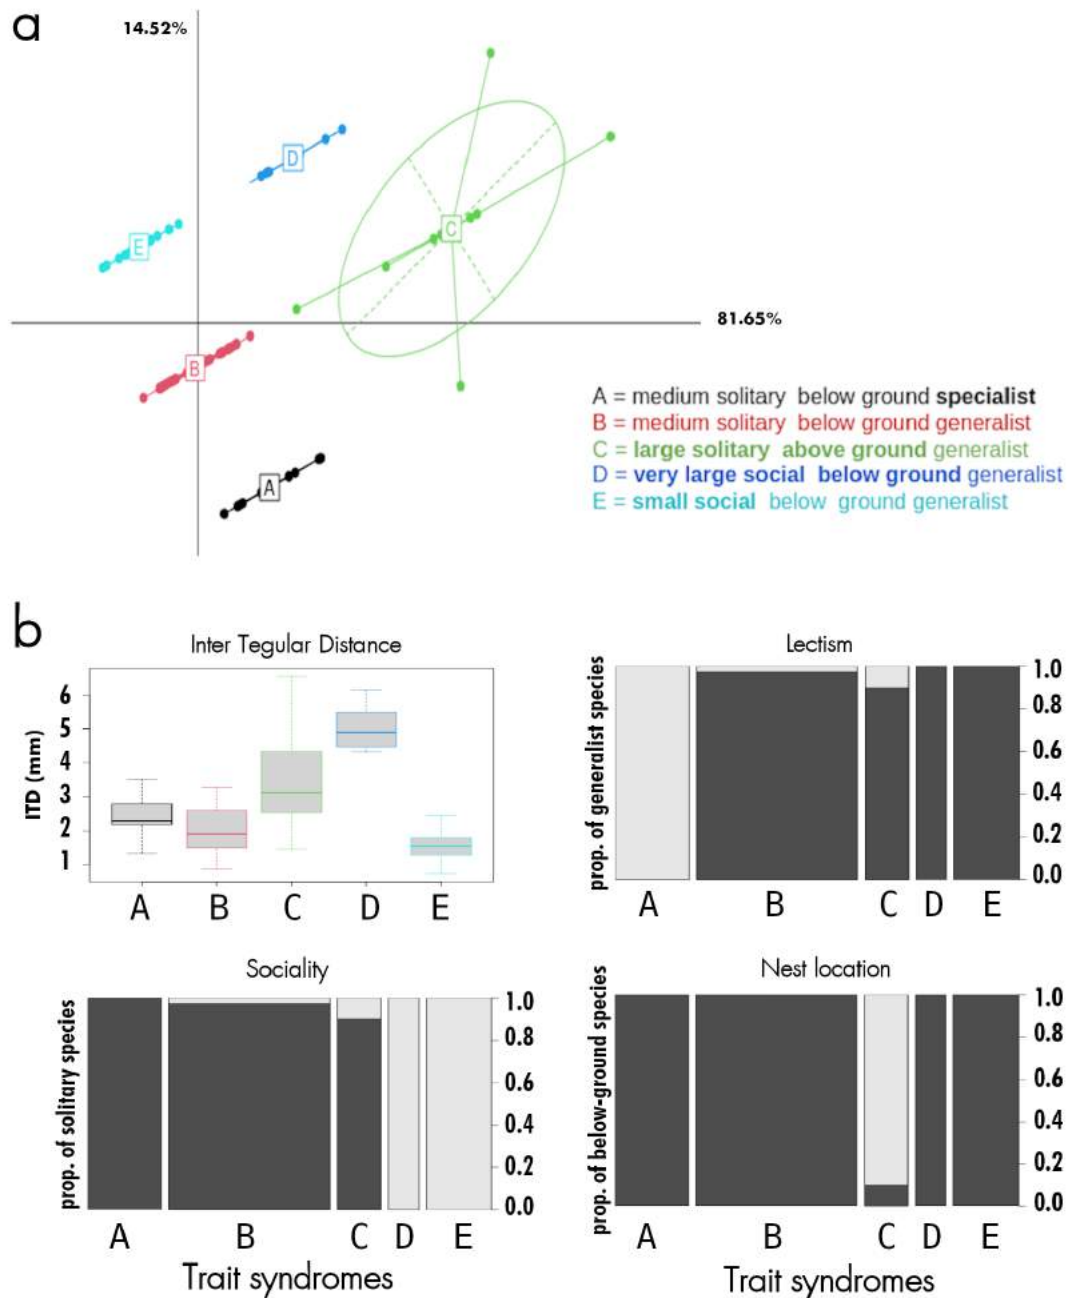 a
14.52%
D
E
C
81.65%
B
A
A = medium solitary below ground specialist
B = medium solitary below ground generalist
C = large solitary above ground generalist
D = very large social below ground generalist
E = small social below ground generalist
b
Inter Tegular Distance
ITD (mm)
6
5
4
3
2
1
A B C D E
Lectism
prop. of generalist species
1.0
0.8
0.6
0.4
0.2
0.0
A B C D E
Sociality
prop. of solitary species
1.0
0.8
0.6
0.4
0.2
0.0
A B C D E
Trait syndromes
Nest location
prop. of below-ground species
1.0
0.8
0.6
0.4
0.2
0.0
A B C D E
Trait syndromes